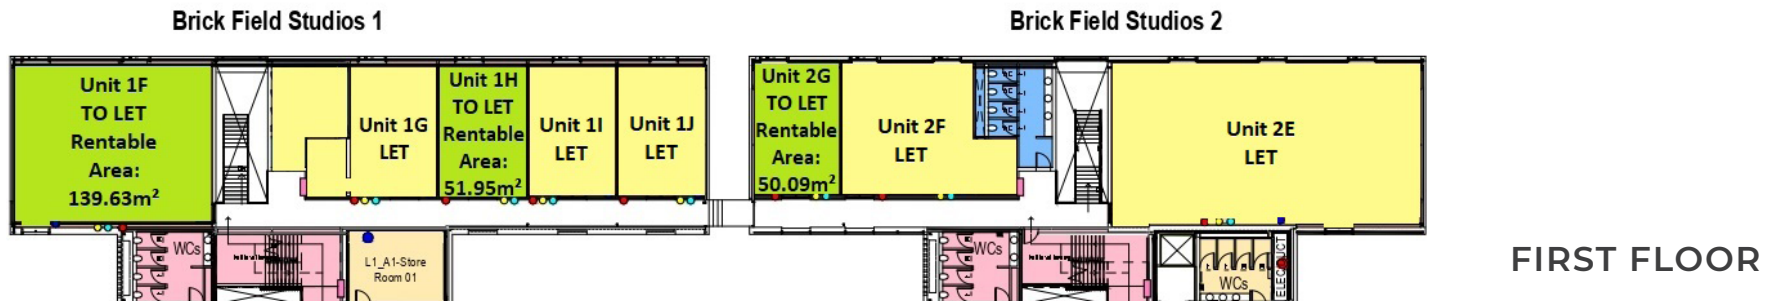 Brick Field Studios 1
Brick Field Studios 2
Unit 1F
TO LET
Rentable
Area:
139.63m²
Unit 1G
LET
Unit 1H
TO LET
Rentable
Area:
51.95m²
Unit 1I
LET
Unit 1J
LET
Unit 2G
TO LET
Rentable
Area:
50.09m²
Unit 2F
LET
Unit 2E
LET
WCs
L1_A1-Store
Room 01
WCs
WCs
ELEC DUCT
FIRST FLOOR